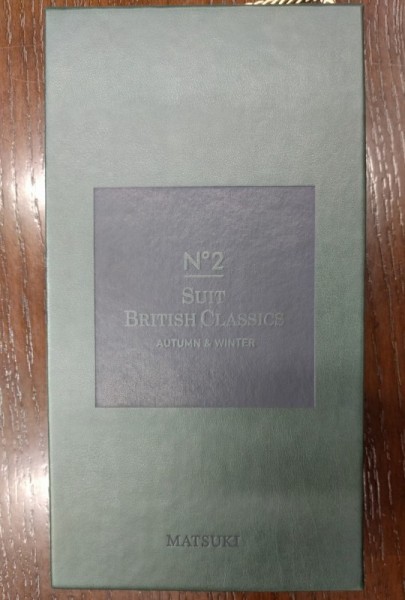 N°2
SUIT
BRITISH CLASSICS
AUTUMN & WINTER
MATSUKI